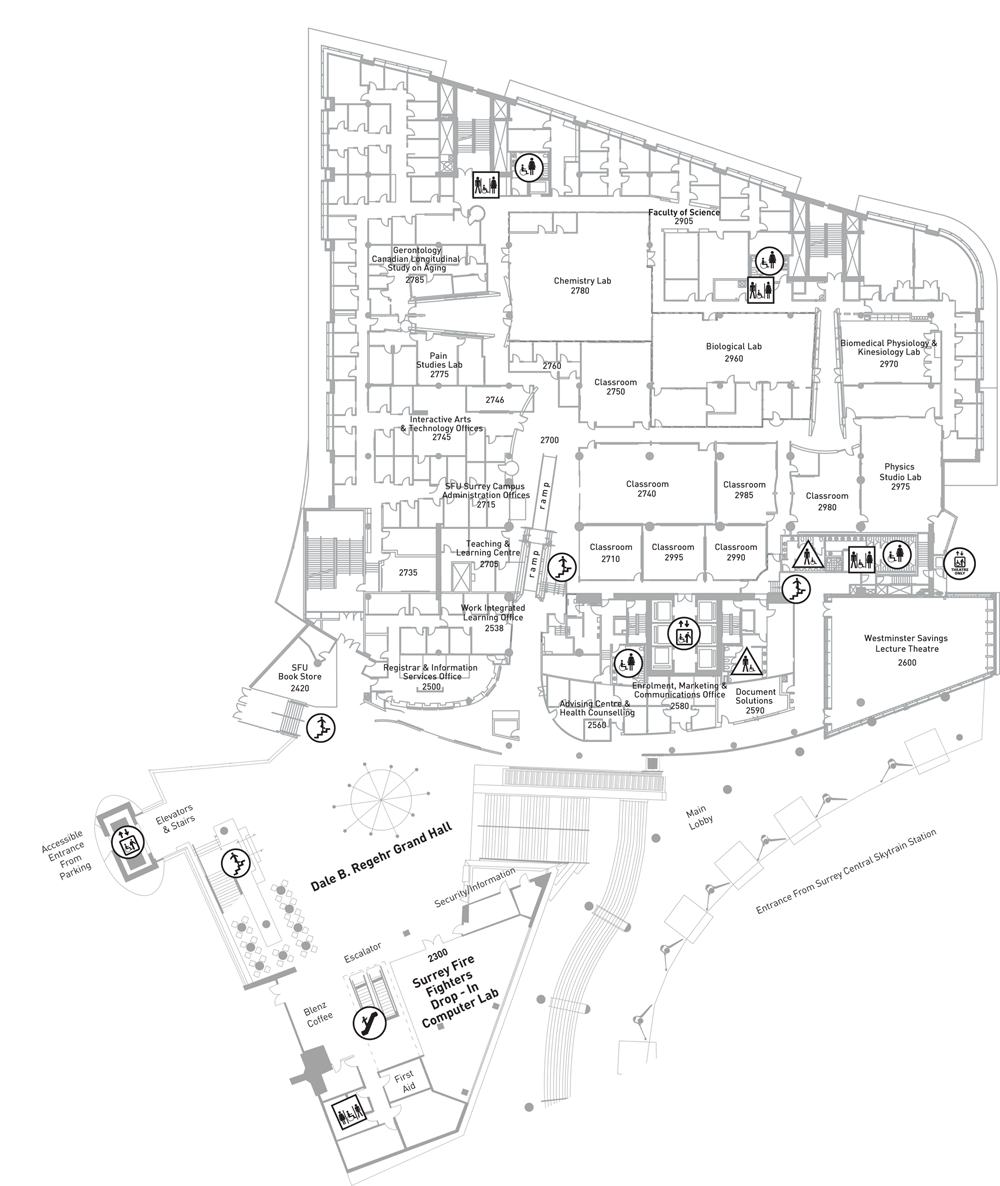 Faculty of Science
2905
Gerontology
Canadian Longitudinal
Study on Aging
2785
Chemistry Lab
2780
Biological Lab
2960
Biomedical Physiology &
Kinesiology Lab
2970
Pain
Studies Lab
2775
2760
Classroom
2750
2746
Interactive Arts
& Technology Offices
2745
2700
Physics
Studio Lab
2975
Classroom
2740
Classroom
2985
Classroom
2980
SFU Surrey Campus
Administration Offices
2715
ramp
Teaching &
Learning Centre
2705
ramp
Classroom
2710
Classroom
2995
Classroom
2990
THEATRE
ONLY
2735
Work Integrated
Learning Office
2538
Westminster Savings
Lecture Theatre
2600
SFU
Book Store
2420
Registrar & Information
Services Office
2500
Enrolment, Marketing &
Communications Office
2580
Document
Solutions
2590
Advising Centre &
Health Counselling
2560
Elevators
& Stairs
Accessible
Entrance
From
Parking
Main
Lobby
Dale B. Regehr Grand Hall
Entrance From Surrey Central Skytrain Station
Security/Information
Escalator
2300
Surrey Fire
Fighters
Drop - In
Computer Lab
Blenz
Coffee
First
Aid